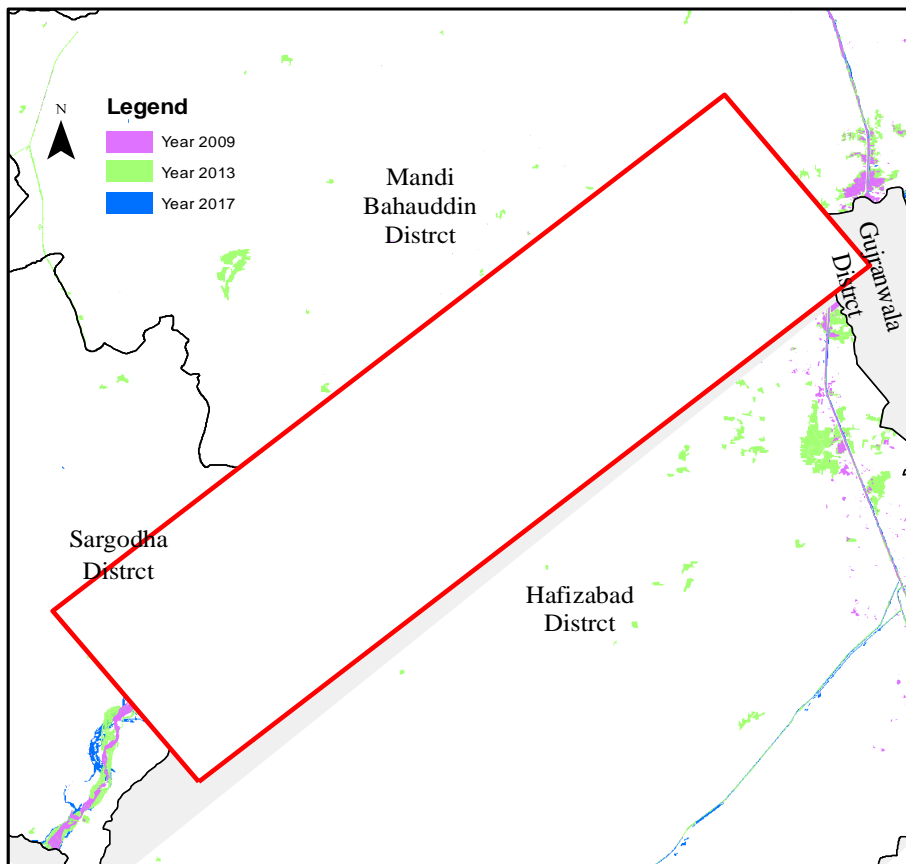 N
Legend
Year 2009
Year 2013
Year 2017
Mandi
Bahauddin
Distrct
Gujranwala
Distrct
Sargodha
Distrct
Hafizabad
Distrct